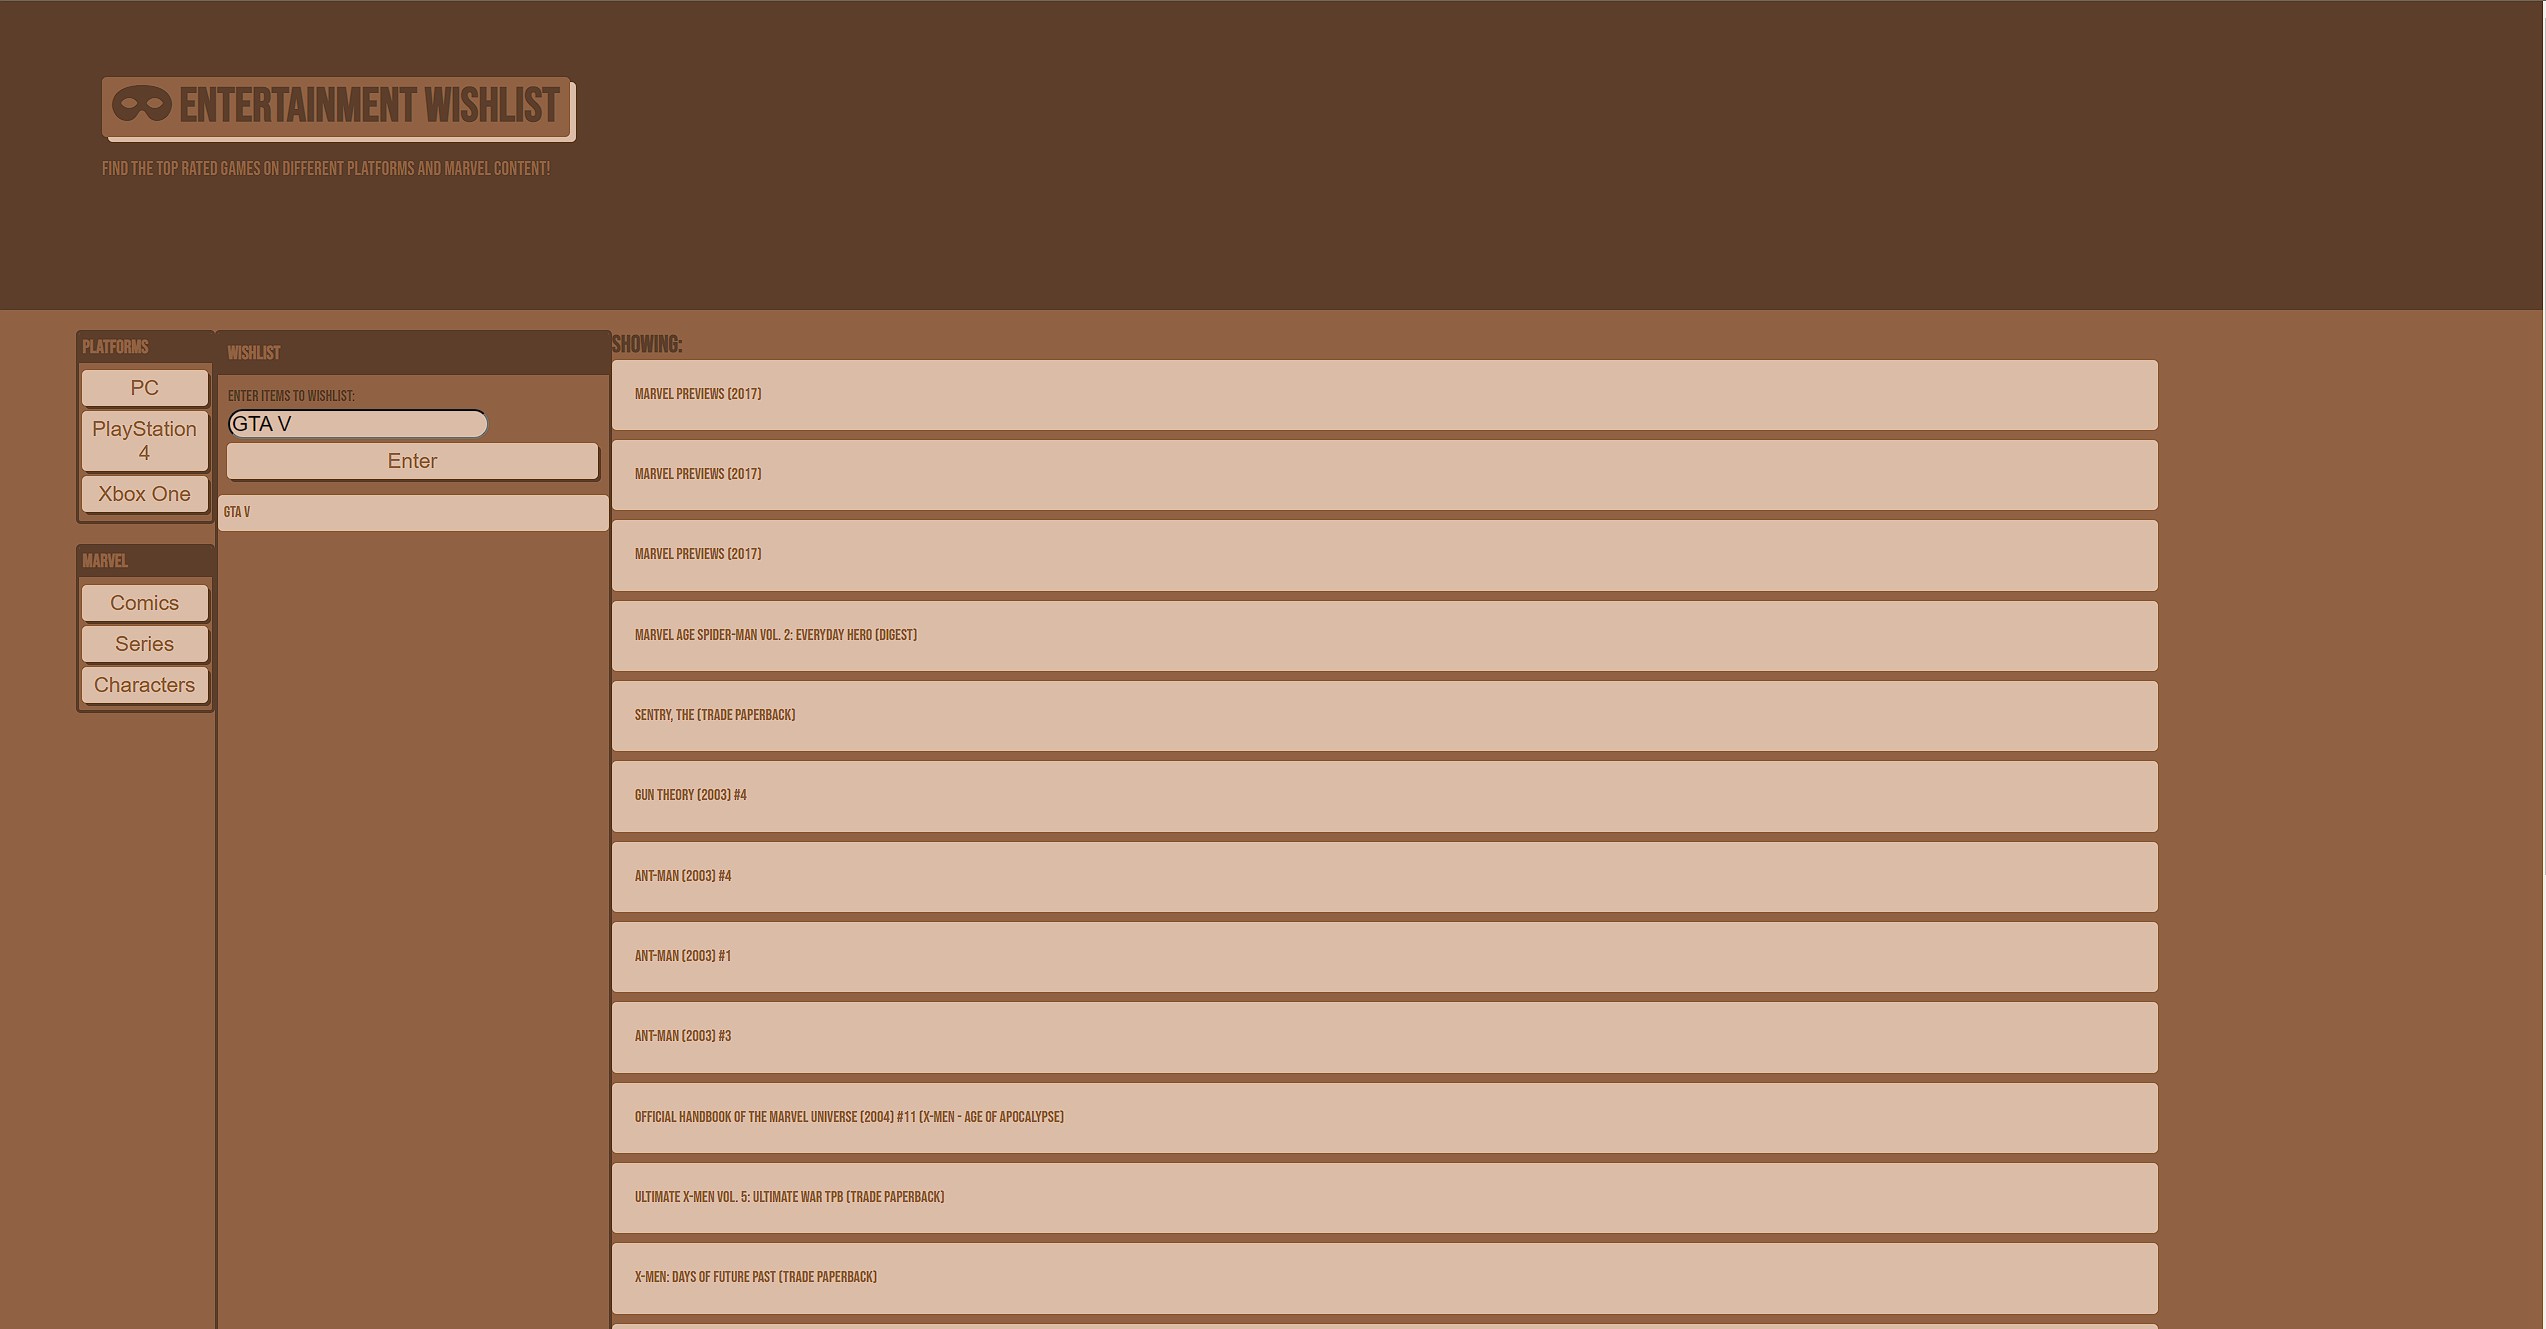 ENTERTAINMENT WISHLIST
FIND THE TOP RATED GAMES ON DIFFERENT PLATFORMS AND MARVEL CONTENT!
PLATFORMS
PC
PlayStation
4
Xbox One
MARVEL
Comics
Series
Characters
WISHLIST
ENTER ITEMS TO WISHLIST:
GTA V
Enter
GTA V
SHOWING:
MARVEL PREVIEWS (2017)
MARVEL PREVIEWS (2017)
MARVEL PREVIEWS (2017)
MARVEL AGE SPIDER-MAN VOL. 2: EVERYDAY HERO (DIGEST)
SENTRY, THE (TRADE PAPERBACK)
GUN THEORY (2003) #4
ANT-MAN (2003) #4
ANT-MAN (2003) #1
ANT-MAN (2003) #3
OFFICIAL HANDBOOK OF THE MARVEL UNIVERSE (2004) #11 (X-MEN - AGE OF APOCALYPSE)
ULTIMATE X-MEN VOL. 5: ULTIMATE WAR TPB (TRADE PAPERBACK)
X-MEN: DAYS OF FUTURE PAST (TRADE PAPERBACK)